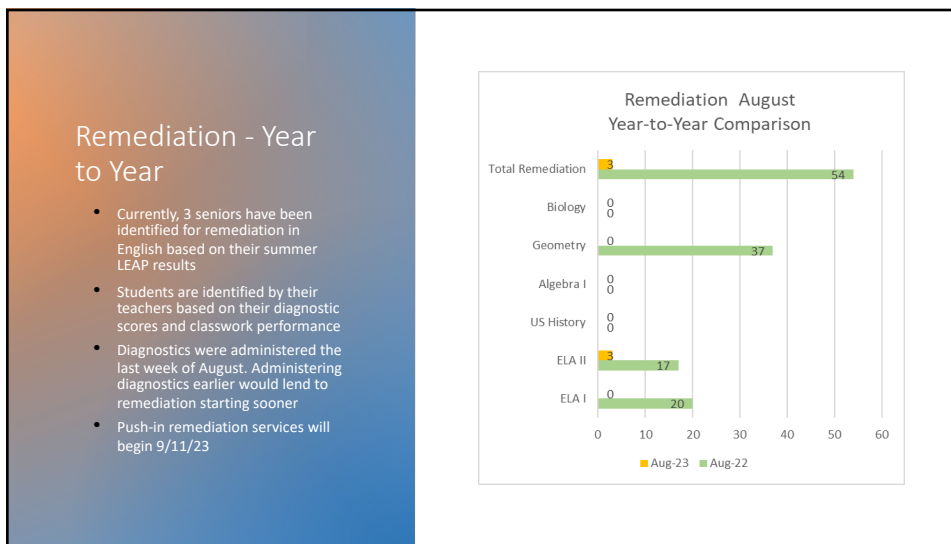 Remediation - Year
to Year
• Currently, 3 seniors have been
identified for remediation in
English based on their summer
LEAP results
• Students are identified by their
teachers based on their diagnostic
scores and classwork performance
• Diagnostics were administered the
last week of August. Administering
diagnostics earlier would lend to
remediation starting sooner
• Push-in remediation services will
begin 9/11/23
Remediation August
Year-to-Year Comparison
Total Remediation
3
54
Biology
0
0
Geometry
0
37
Algebra I
0
0
US History
0
0
ELA II
3
17
ELA I
0
20
0 10 20 30 40 50 60
Aug-23 Aug-22